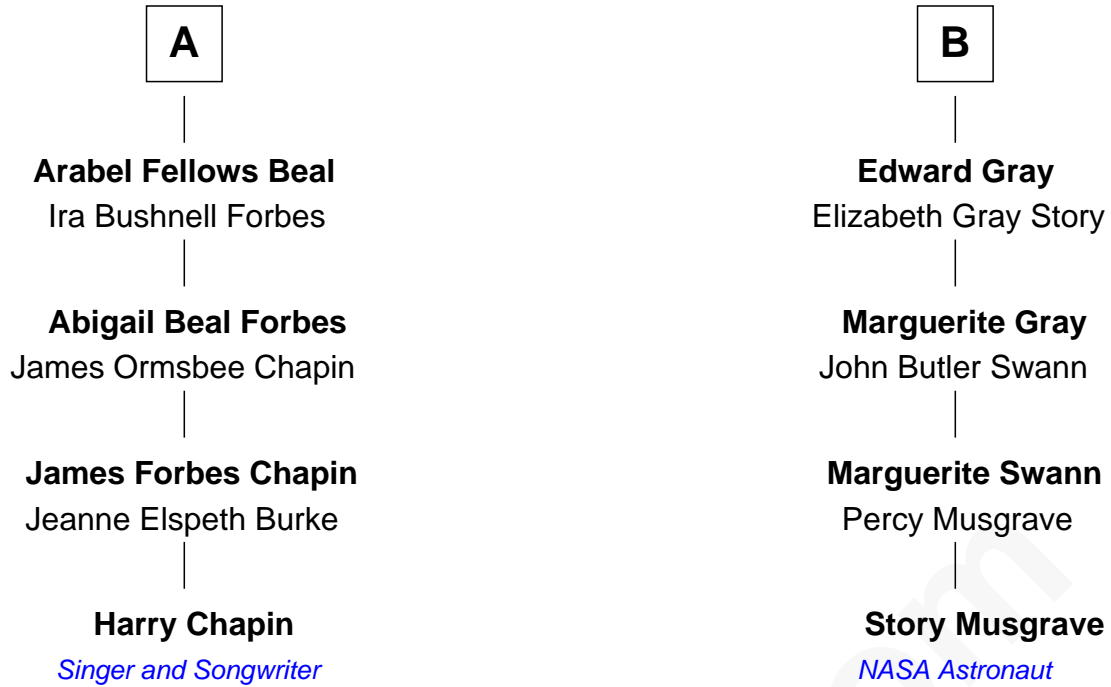 A
Arabel Fellows Beal
Ira Bushnell Forbes
Abigail Beal Forbes
James Ormsbee Chapin
James Forbes Chapin
Jeanne Elspeth Burke
Harry Chapin
Singer and Songwriter
B
Edward Gray
Elizabeth Gray Story
Marguerite Gray
John Butler Swann
Marguerite Swann
Percy Musgrave
Story Musgrave
NASA Astronaut